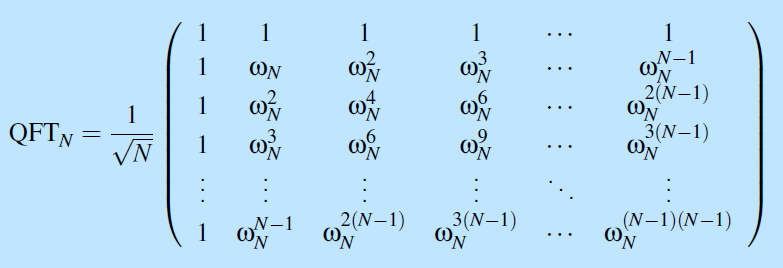 QFT_N = 1/√N
1 1 1 1 ⋯ 1
1 ω_N ω_N^2 ω_N^3 ⋯ ω_N^{N−1}
1 ω_N^2 ω_N^4 ω_N^6 ⋯ ω_N^{2(N−1)}
1 ω_N^3 ω_N^6 ω_N^9 ⋯ ω_N^{3(N−1)}
⋮ ⋮ ⋮ ⋮ ⋱ ⋮
1 ω_N^{N−1} ω_N^{2(N−1)} ω_N^{3(N−1)} ⋯ ω_N^{(N−1)(N−1)}